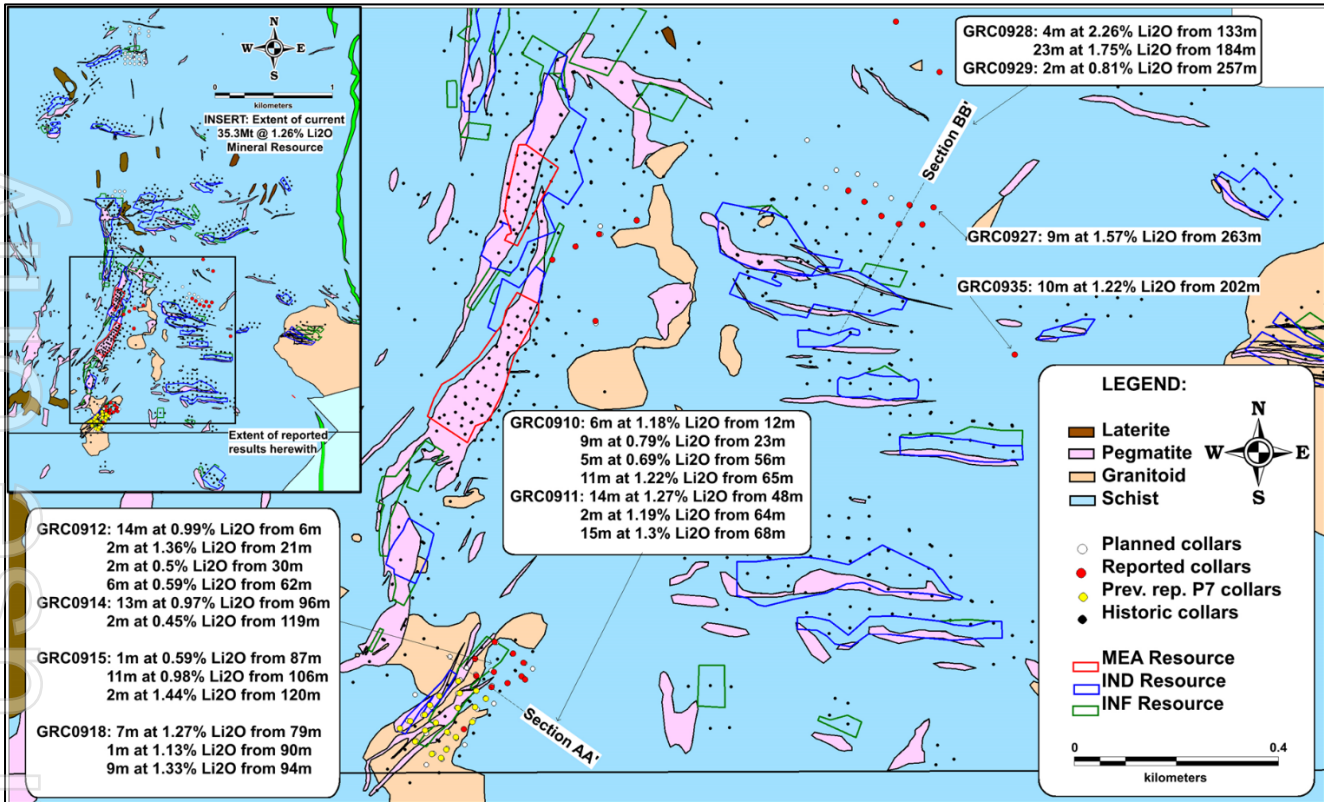 N
W E
S
0 1
kilometers
INSERT: Extent of current
35.3Mt @ 1.26% Li2O
Mineral Resource
Extent of reported
results herewith
GRC0928: 4m at 2.26% Li2O from 133m
23m at 1.75% Li2O from 184m
GRC0929: 2m at 0.81% Li2O from 257m
Section BB'
GRC0927: 9m at 1.57% Li2O from 263m
GRC0935: 10m at 1.22% Li2O from 202m
GRC0910: 6m at 1.18% Li2O from 12m
9m at 0.79% Li2O from 23m
5m at 0.69% Li2O from 56m
11m at 1.22% Li2O from 65m
GRC0911: 14m at 1.27% Li2O from 48m
2m at 1.19% Li2O from 64m
15m at 1.3% Li2O from 68m
GRC0912: 14m at 0.99% Li2O from 6m
2m at 1.36% Li2O from 21m
2m at 0.5% Li2O from 30m
6m at 0.59% Li2O from 62m
GRC0914: 13m at 0.97% Li2O from 96m
2m at 0.45% Li2O from 119m
GRC0915: 1m at 0.59% Li2O from 87m
11m at 0.98% Li2O from 106m
2m at 1.44% Li2O from 120m
GRC0918: 7m at 1.27% Li2O from 79m
1m at 1.13% Li2O from 90m
9m at 1.33% Li2O from 94m
Section AA'
LEGEND:
Laterite
Pegmatite
Granitoid
Schist
N
W E
S
Planned collars
Reported collars
Prev. rep. P7 collars
Historic collars
MEA Resource
IND Resource
INF Resource
0 0.4
kilometers